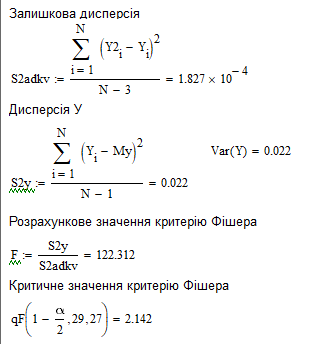 Залишкова дисперсія
N
∑ (Y2i − Yi)²
i = 1
S2adkv := ──────── = 1.827 × 10⁻⁴
N − 3
Дисперсія У
N
∑ (Yi − My)² Var(Y) = 0.022
i = 1
S2y := ──────── = 0.022
N − 1
Розрахункове значення критерію Фішера
S2y
F := ──────── = 122.312
S2adkv
Критичне значення критерію Фішера
qF(1 − α/2, 29, 27) = 2.142